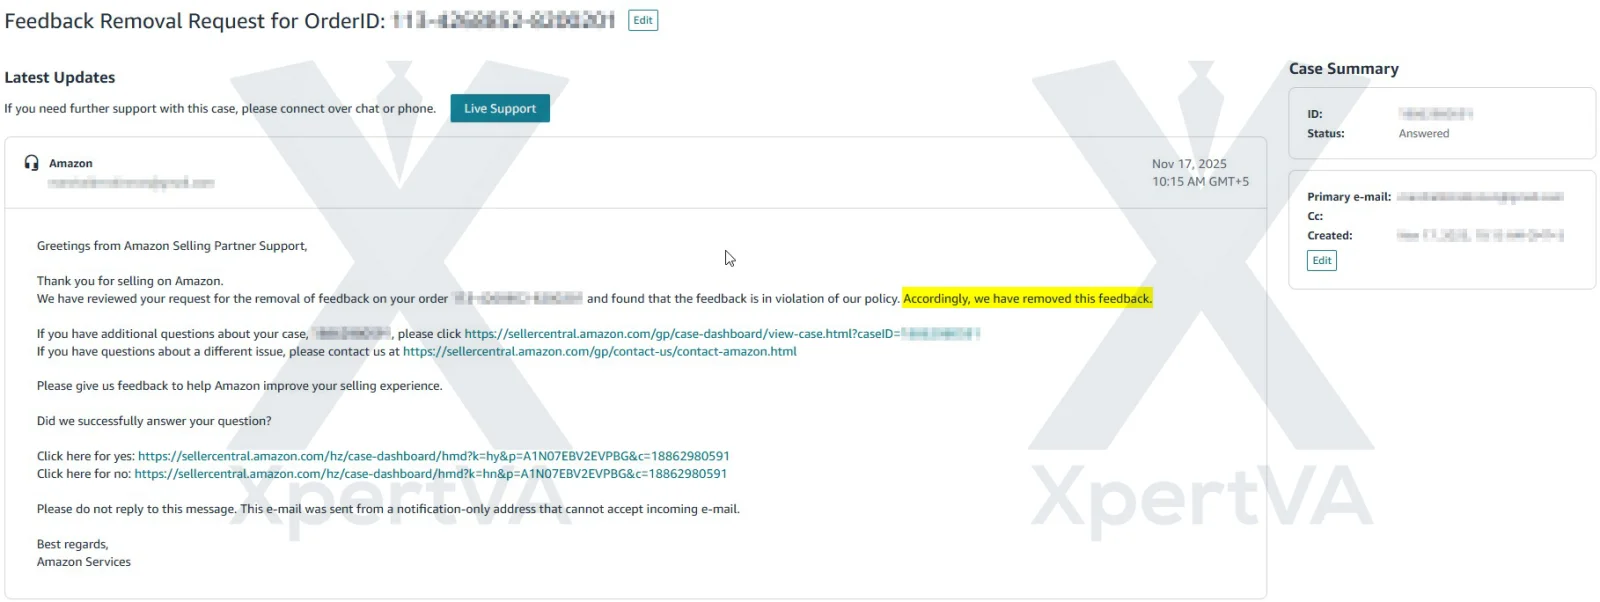 Feedback Removal Request for OrderID: Edit
Latest Updates
If you need further support with this case, please connect over chat or phone. Live Support
Amazon
Nov 17, 2025
10:15 AM GMT+5
Greetings from Amazon Selling Partner Support,
Thank you for selling on Amazon.
We have reviewed your request for the removal of feedback on your order and found that the feedback is in violation of our policy. Accordingly, we have removed this feedback.
If you have additional questions about your case, , please click https://sellercentral.amazon.com/gp/case-dashboard/view-case.html?caseID=
If you have questions about a different issue, please contact us at https://sellercentral.amazon.com/gp/contact-us/contact-amazon.html
Please give us feedback to help Amazon improve your selling experience.
Did we successfully answer your question?
Click here for yes: https://sellercentral.amazon.com/hz/case-dashboard/hmd?k=hy&p=A1N07EBV2EVPBG&c=18862980591
Click here for no: https://sellercentral.amazon.com/hz/case-dashboard/hmd?k=hn&p=A1N07EBV2EVPBG&c=18862980591
Please do not reply to this message. This e-mail was sent from a notification-only address that cannot accept incoming e-mail.
Best regards,
Amazon Services
Case Summary
ID:
Status: Answered
Primary e-mail:
Cc:
Created:
Edit
XpertVA
XpertVA